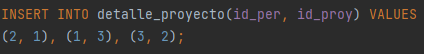 INSERT INTO detalle_proyecto(id_per, id_proy) VALUES
(2, 1), (1, 3), (3, 2);